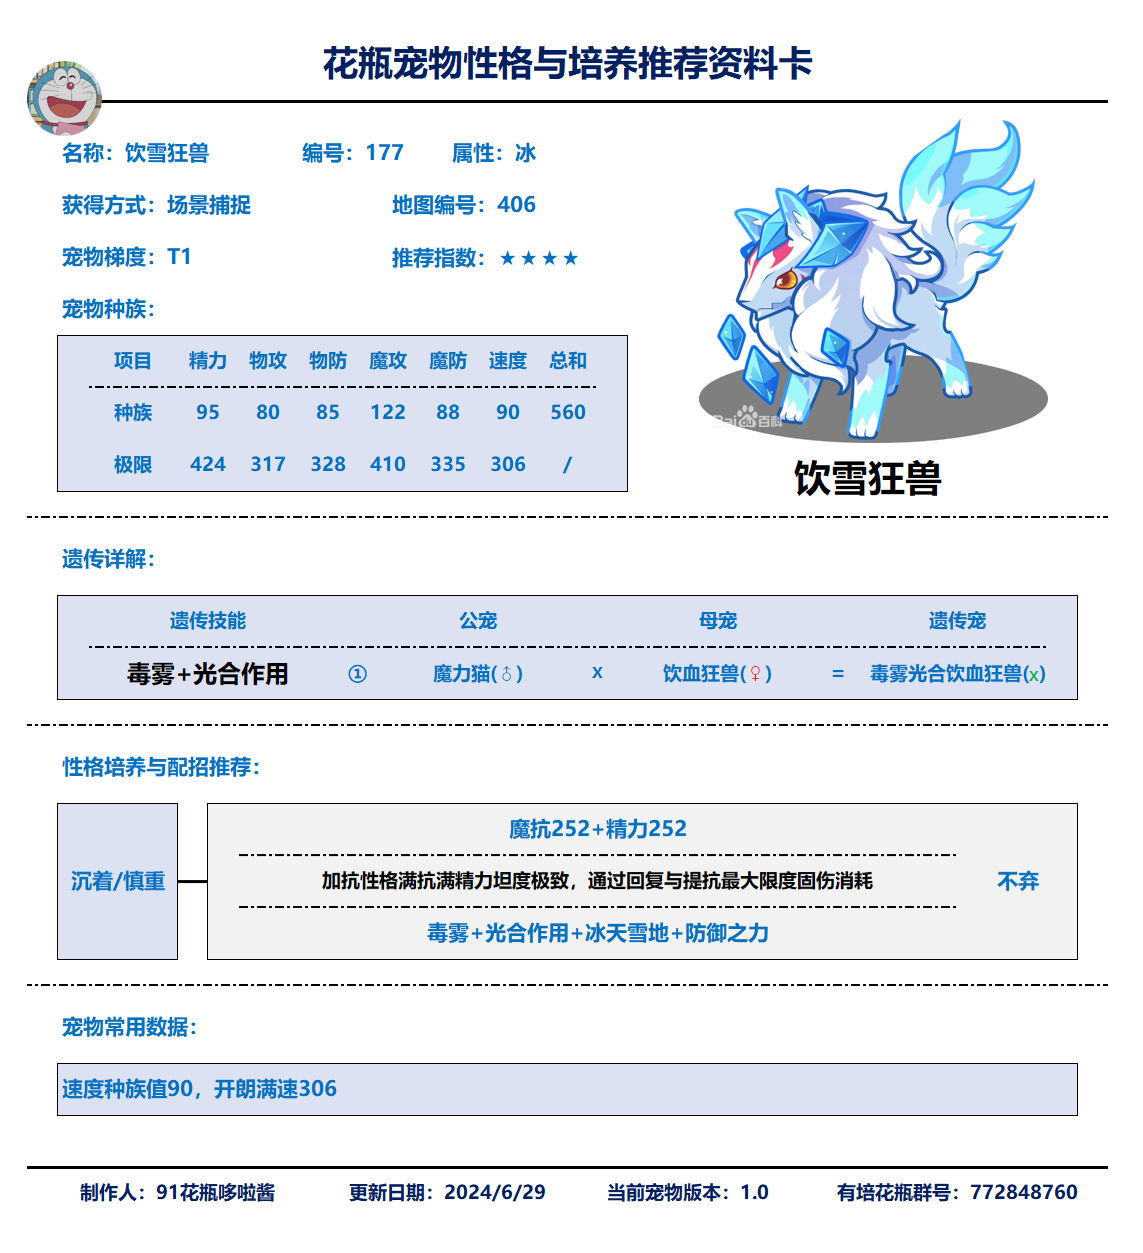 花瓶宠物性格与培养推荐资料卡
名称：饮雪狂兽 编号：177 属性：冰
获得方式：场景捕捉 地图编号：406
宠物梯度：T1 推荐指数：★★★★
宠物种族：
项目 精力 物攻 物防 魔攻 魔防 速度 总和
种族 95 80 85 122 88 90 560
极限 424 317 328 410 335 306 /
Baidu百科
饮雪狂兽
遗传详解：
遗传技能 公宠 母宠 遗传宠
毒雾+光合作用 ① 魔力猫(♂) X 饮血狂兽(♀) = 毒雾光合饮血狂兽(x)
性格培养与配招推荐：
沉着/慎重
魔抗252+精力252
加抗性格满抗满精力坦度极致，通过回复与提抗最大限度固伤消耗
不弃
毒雾+光合作用+冰天雪地+防御之力
宠物常用数据：
速度种族值90，开朗满速306
制作人：91花瓶哆啦酱 更新日期：2024/6/29 当前宠物版本：1.0 有培花瓶群号：772848760